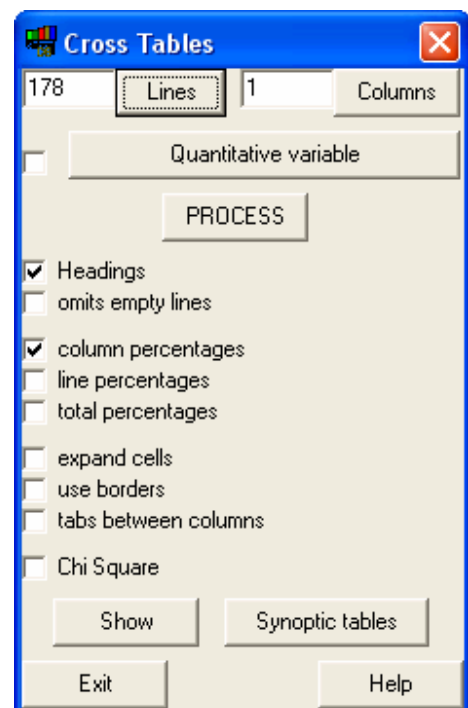 Cross Tables
178 Lines 1 Columns
Quantitative variable
PROCESS
Headings
omits empty lines
column percentages
line percentages
total percentages
expand cells
use borders
tabs between columns
Chi Square
Show Synoptic tables
Exit Help